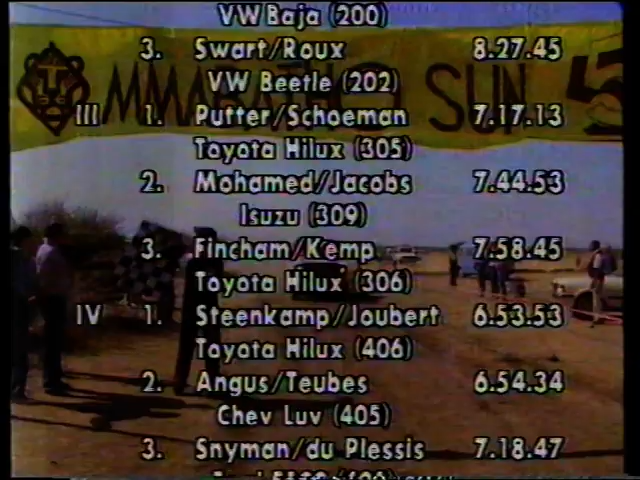 VW Baja (200)
3. Swart/Roux 8.27.45
VW Beetle (202)
III 1. Putter/Schoeman 7.17.13
Toyota Hilux (305)
2. Mohamed/Jacobs 7.44.53
Isuzu (309)
3. Fincham/Kemp 7.58.45
Toyota Hilux (306)
IV 1. Steenkamp/Joubert 6.53.53
Toyota Hilux (406)
2. Angus/Teubes 6.54.34
Chev Luv (405)
3. Snyman/du Plessis 7.18.47
SUN 5